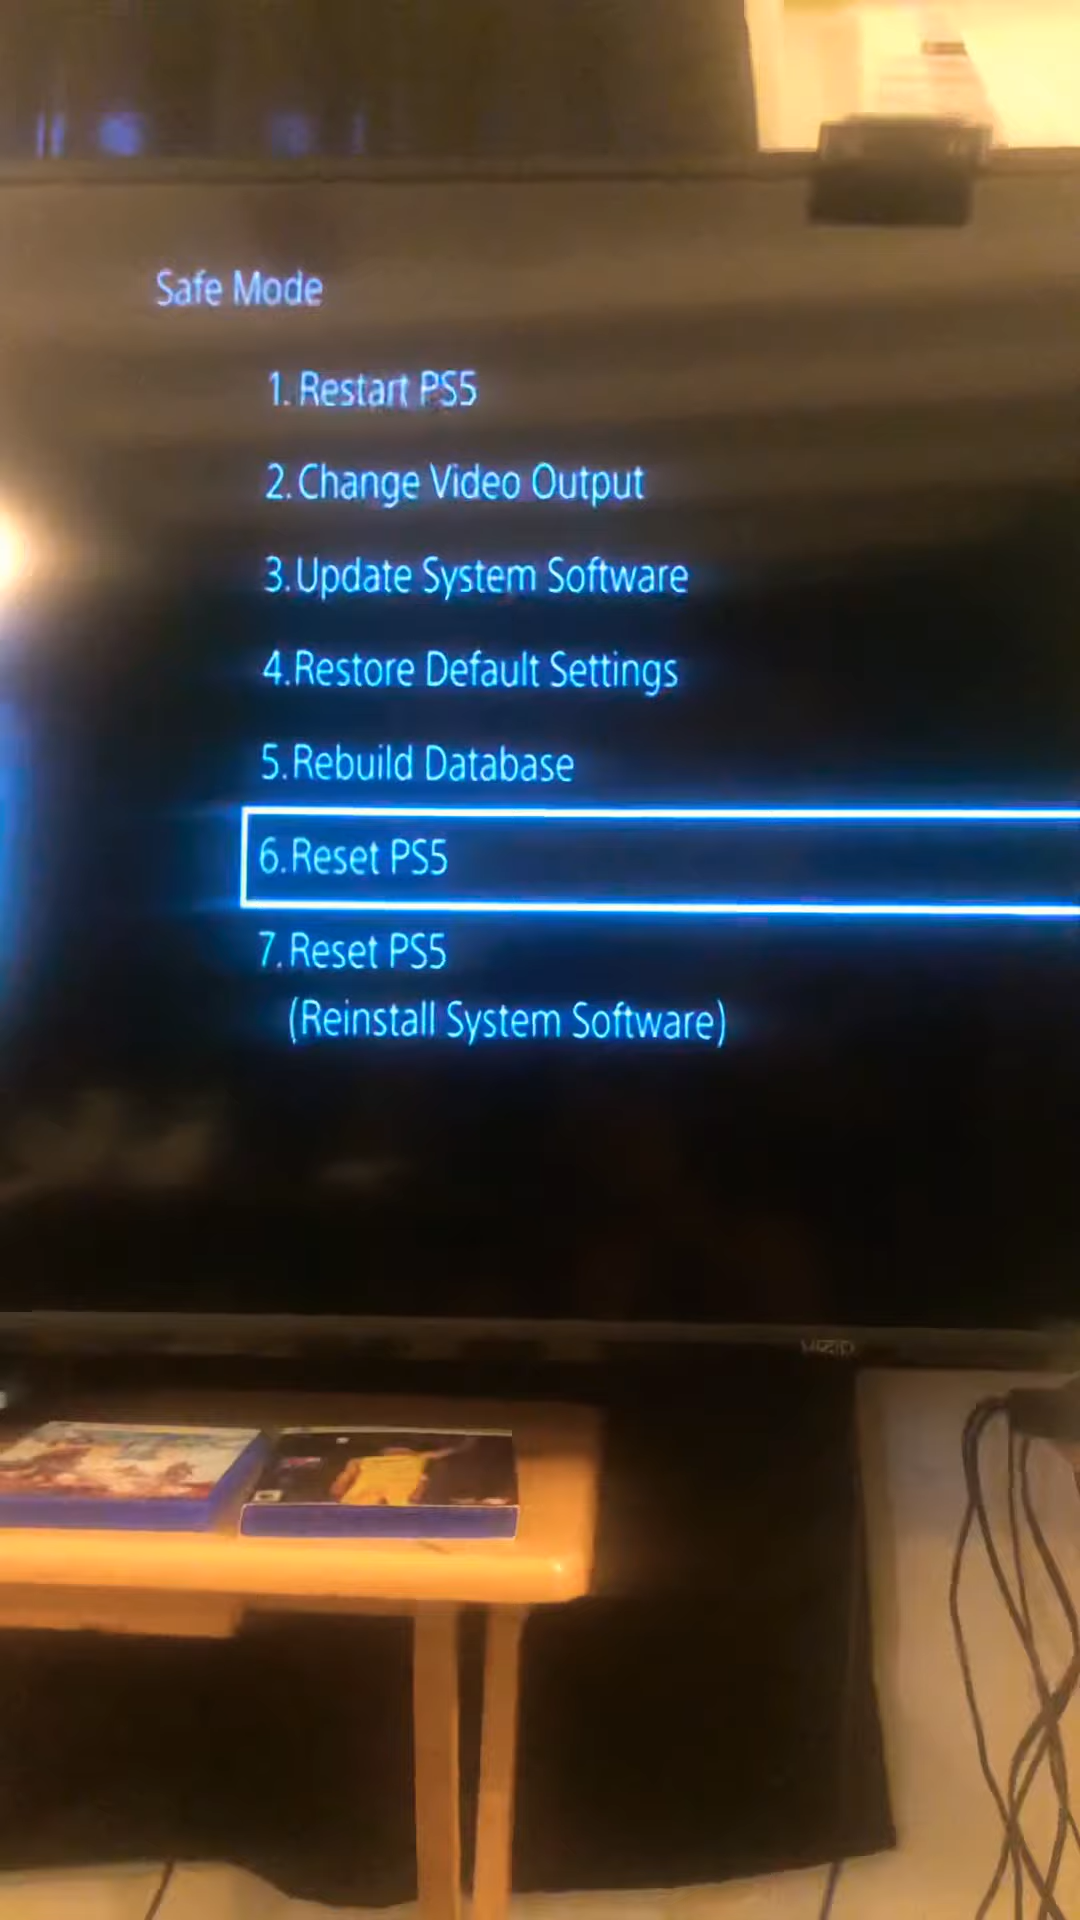 Safe Mode
1. Restart PS5
2. Change Video Output
3. Update System Software
4. Restore Default Settings
5. Rebuild Database
6. Reset PS5
7. Reset PS5
(Reinstall System Software)
VIZIO